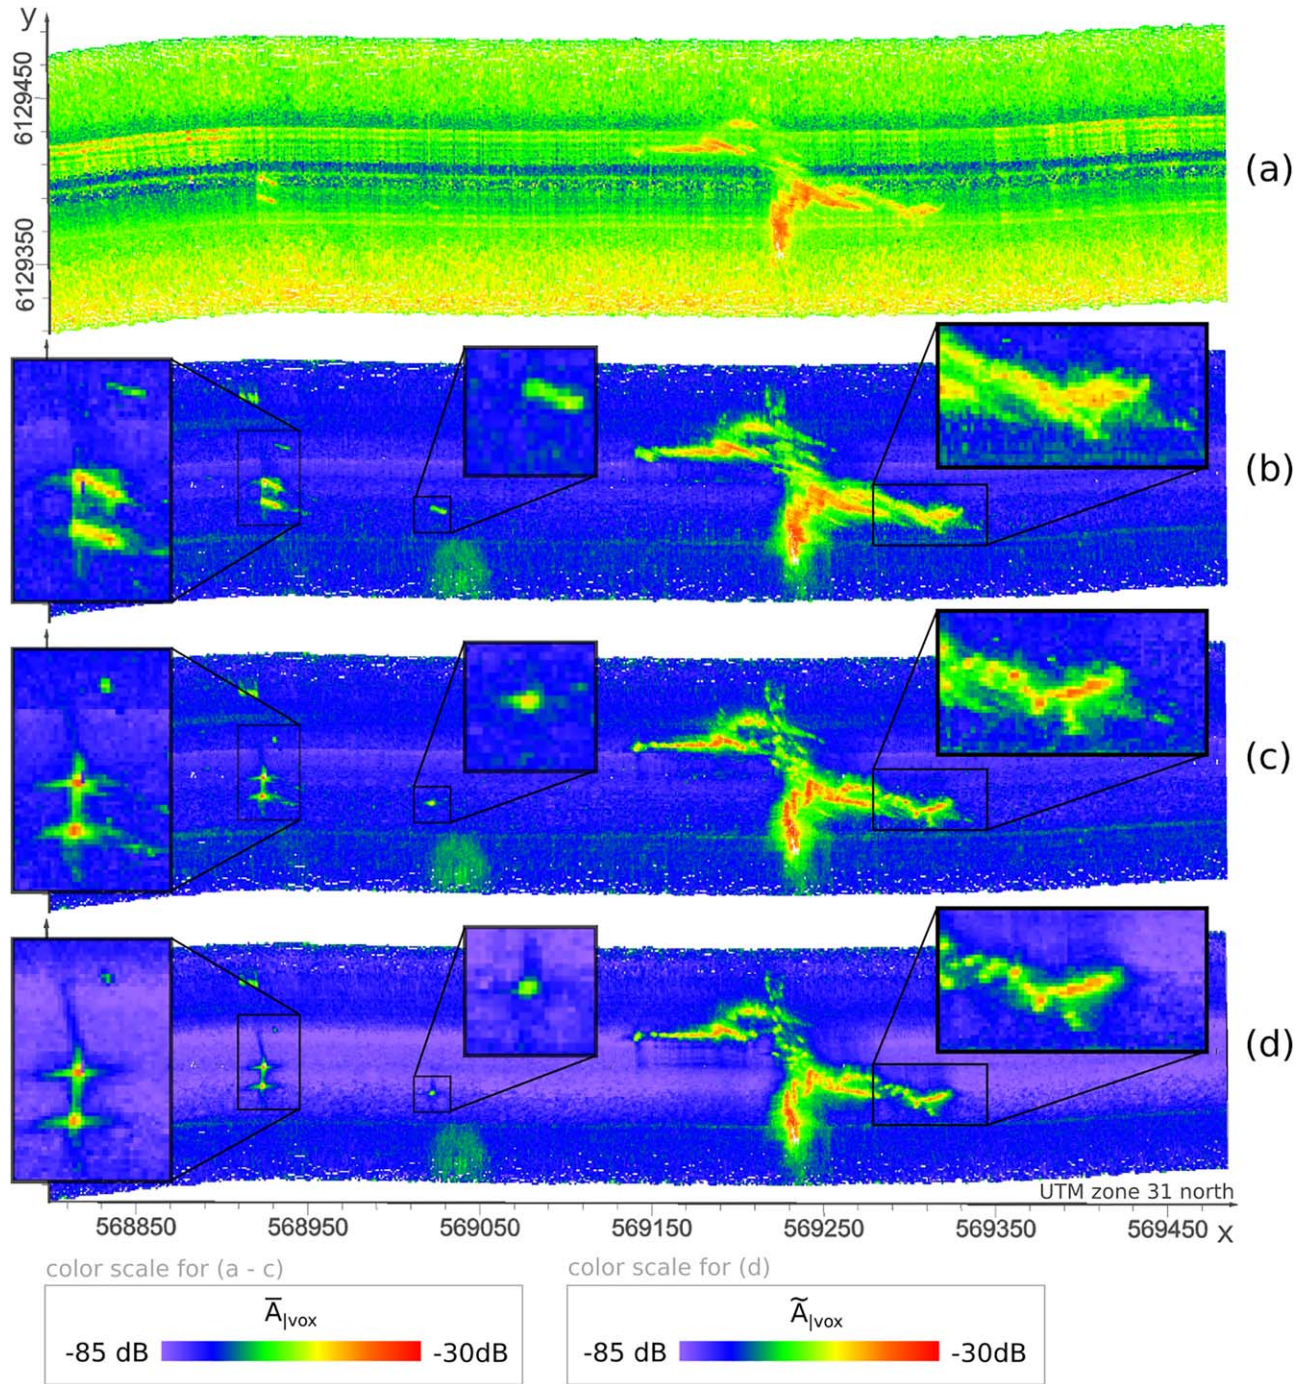 y
6129450
6129350
(a)
(b)
(c)
(d)
UTM zone 31 north
568850 568950 569050 569150 569250 569350 569450 x
color scale for (a - c)
A̅|vox
-85 dB -30dB
color scale for (d)
Ã|vox
-85 dB -30dB